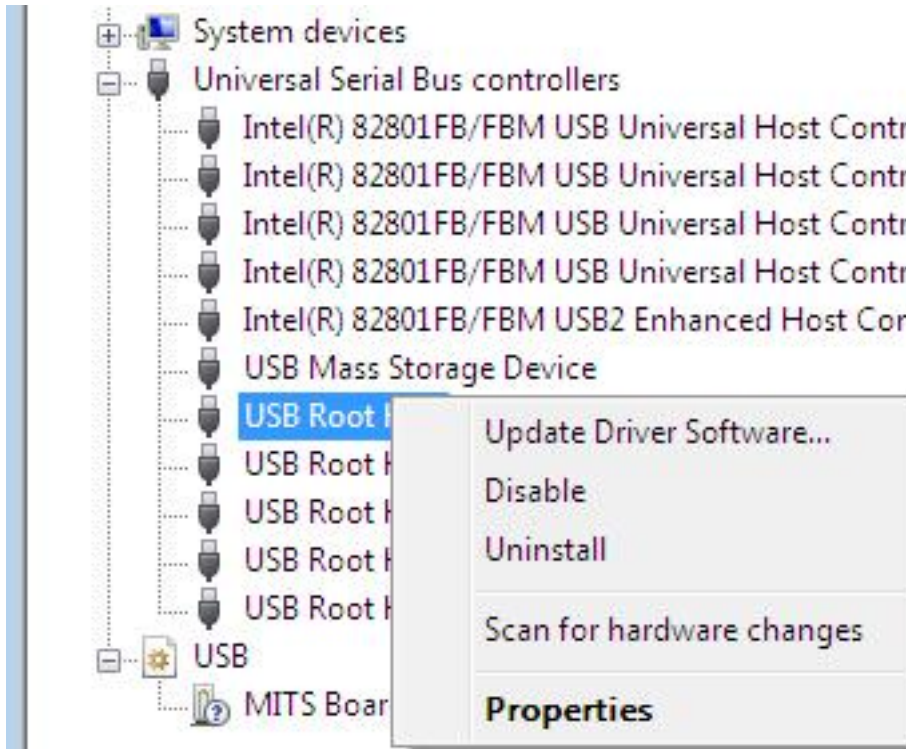 System devices
Universal Serial Bus controllers
Intel(R) 82801FB/FBM USB Universal Host Contr
Intel(R) 82801FB/FBM USB Universal Host Contr
Intel(R) 82801FB/FBM USB Universal Host Contr
Intel(R) 82801FB/FBM USB Universal Host Contr
Intel(R) 82801FB/FBM USB2 Enhanced Host Cor
USB Mass Storage Device
USB Root H
USB Root H
USB Root H
USB Root H
USB Root H
USB
MITS Boar
Update Driver Software...
Disable
Uninstall
Scan for hardware changes
Properties